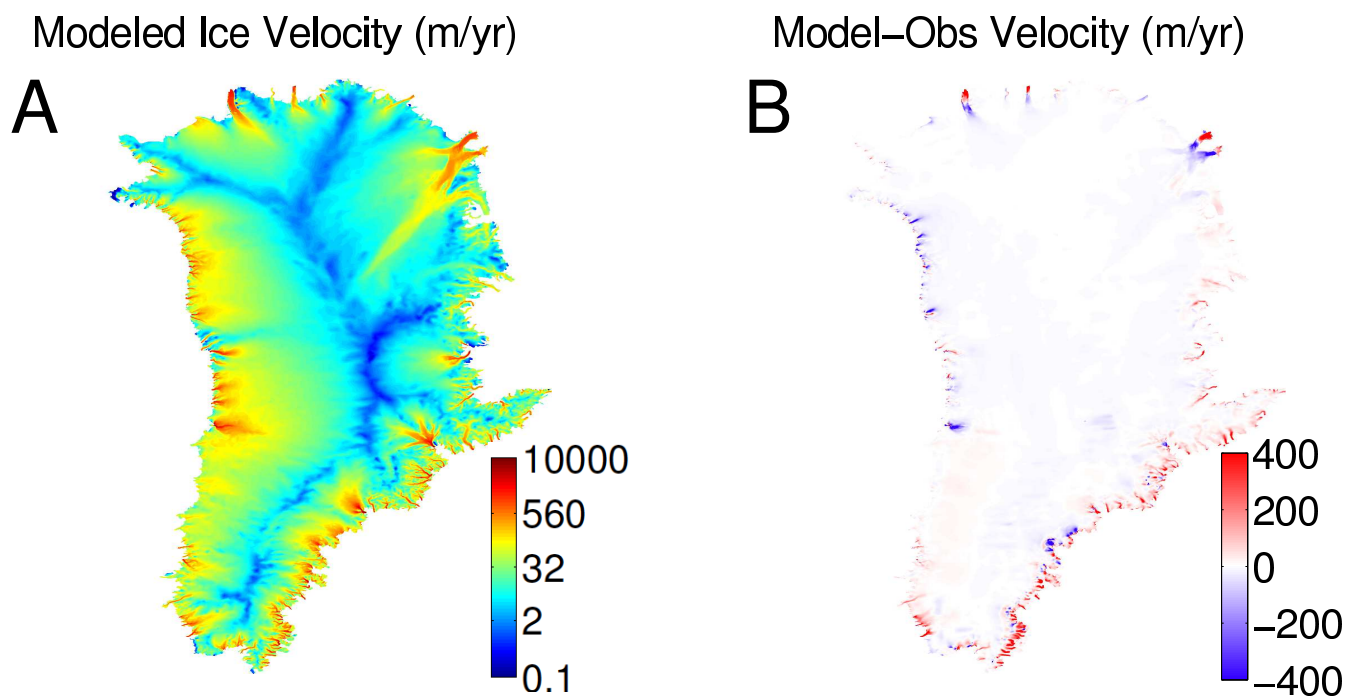 Modeled Ice Velocity (m/yr)
Model−Obs Velocity (m/yr)
A
B
10000
560
32
2
0.1
400
200
0
−200
−400